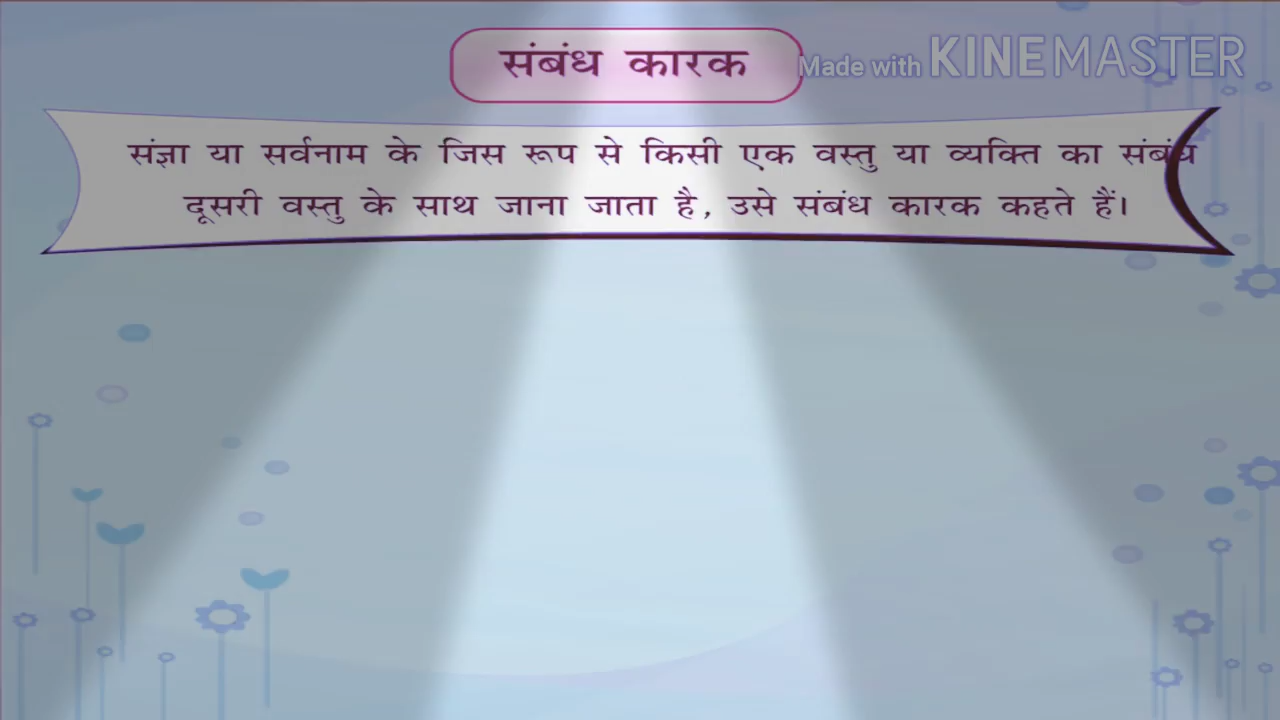 संबंध कारक
Made with KINEMASTER
संज्ञा या सर्वनाम के जिस रूप से किसी एक वस्तु या व्यक्ति का संबंध
दूसरी वस्तु के साथ जाना जाता है, उसे संबंध कारक कहते हैं।